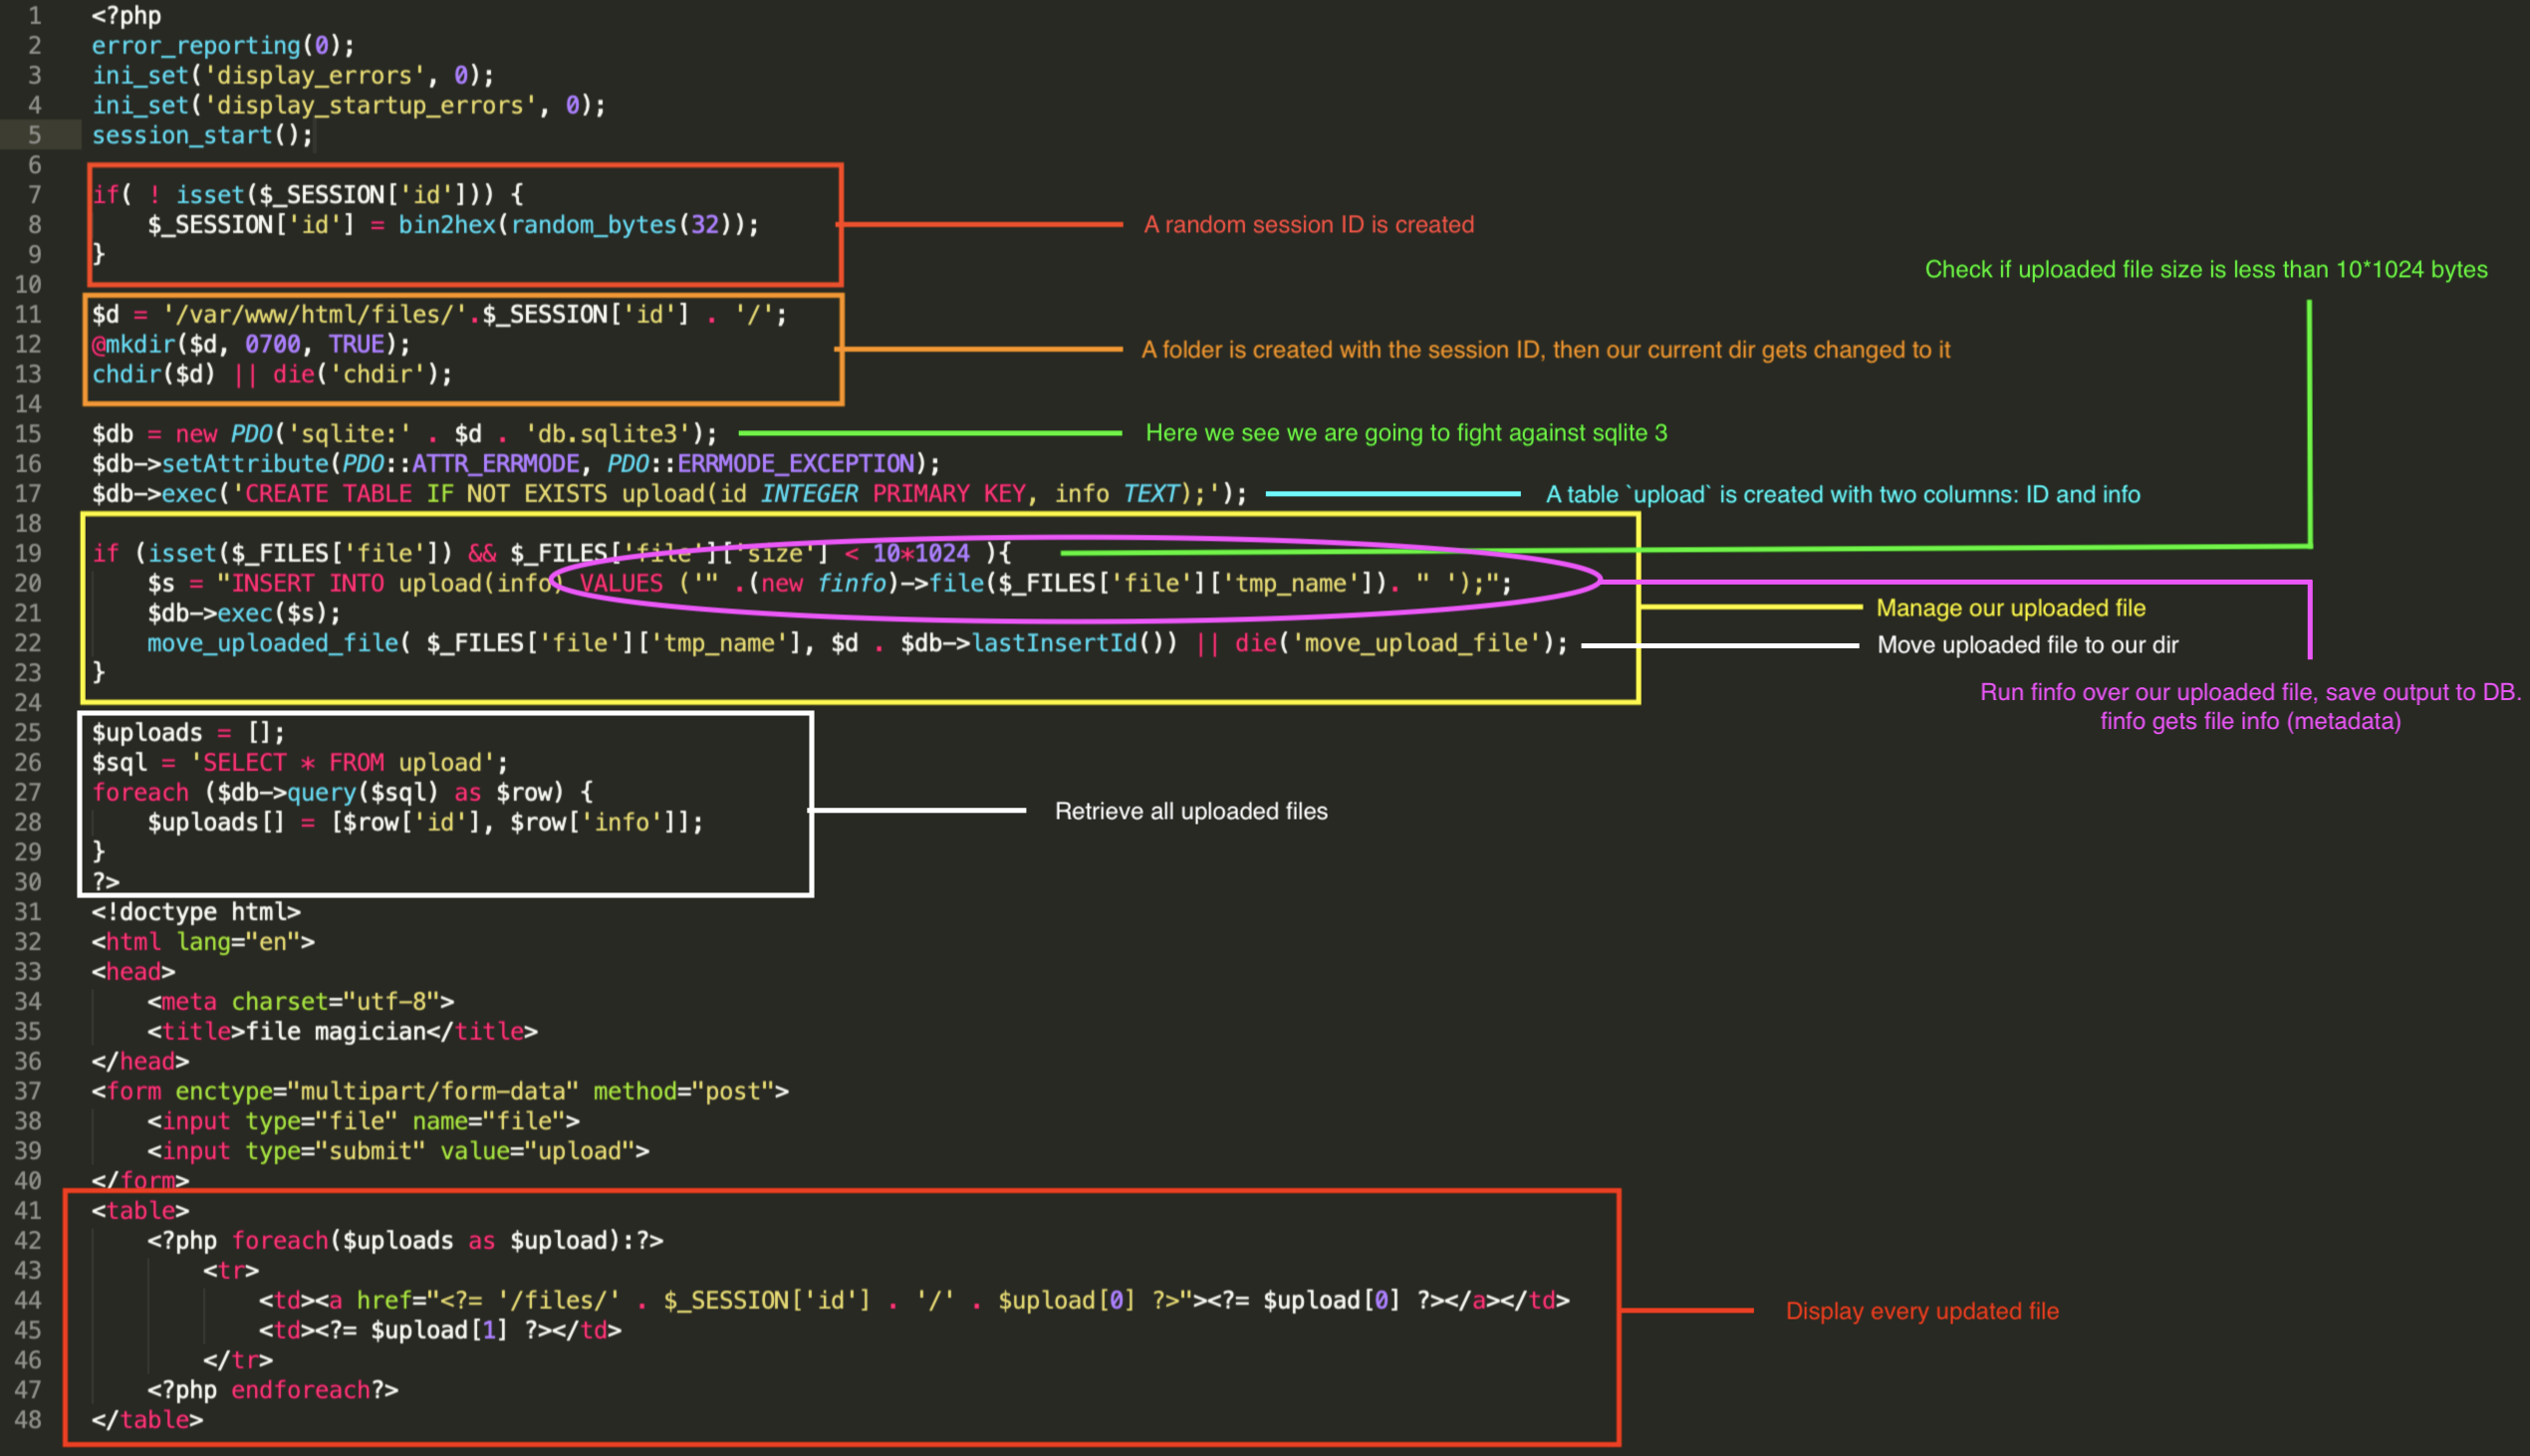 1 <?php
2 error_reporting(0);
3 ini_set('display_errors', 0);
4 ini_set('display_startup_errors', 0);
5 session_start();
6
7 if( ! isset($_SESSION['id'])) {
8 $_SESSION['id'] = bin2hex(random_bytes(32)); A random session ID is created
9 }
Check if uploaded file size is less than 10*1024 bytes
10
11 $d = '/var/www/html/files/'.$_SESSION['id'] . '/';
12 @mkdir($d, 0700, TRUE); A folder is created with the session ID, then our current dir gets changed to it
13 chdir($d) || die('chdir');
14
15 $db = new PDO('sqlite:' . $d . 'db.sqlite3'); Here we see we are going to fight against sqlite 3
16 $db->setAttribute(PDO::ATTR_ERRMODE, PDO::ERRMODE_EXCEPTION);
17 $db->exec('CREATE TABLE IF NOT EXISTS upload(id INTEGER PRIMARY KEY, info TEXT);'); A table `upload` is created with two columns: ID and info
18
19 if (isset($_FILES['file']) && $_FILES['file']['size'] < 10*1024 ){
20 $s = "INSERT INTO upload(info) VALUES ('" .(new finfo)->file($_FILES['file']['tmp_name']). " ');";
21 $db->exec($s); Manage our uploaded file
22 move_uploaded_file( $_FILES['file']['tmp_name'], $d . $db->lastInsertId()) || die('move_upload_file'); Move uploaded file to our dir
23 }
Run finfo over our uploaded file, save output to DB.
24
finfo gets file info (metadata)
25 $uploads = [];
26 $sql = 'SELECT * FROM upload';
27 foreach ($db->query($sql) as $row) {
28 $uploads[] = [$row['id'], $row['info']]; Retrieve all uploaded files
29 }
30 ?>
31 <!doctype html>
32 <html lang="en">
33 <head>
34 <meta charset="utf-8">
35 <title>file magician</title>
36 </head>
37 <form enctype="multipart/form-data" method="post">
38 <input type="file" name="file">
39 <input type="submit" value="upload">
40 </form>
41 <table>
42 <?php foreach($uploads as $upload):?>
43 <tr>
44 <td><a href="<?= '/files/' . $_SESSION['id'] . '/' . $upload[0] ?>"><?= $upload[0] ?></a></td> Display every updated file
45 <td><?= $upload[1] ?></td>
46 </tr>
47 <?php endforeach?>
48 </table>